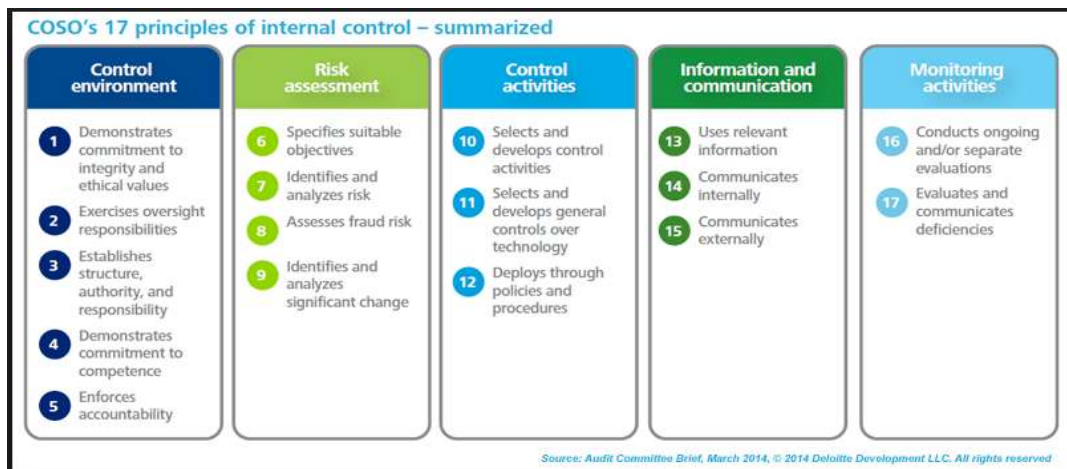 COSO's 17 principles of internal control – summarized
Control
environment
1 Demonstrates
commitment to
integrity and
ethical values
2 Exercises oversight
responsibilities
3 Establishes
structure,
authority, and
responsibility
4 Demonstrates
commitment to
competence
5 Enforces
accountability
Risk
assessment
6 Specifies suitable
objectives
7 Identifies and
analyzes risk
8 Assesses fraud risk
9 Identifies and
analyzes
significant change
Control
activities
10 Selects and
develops control
activities
11 Selects and
develops general
controls over
technology
12 Deploys through
policies and
procedures
Information and
communication
13 Uses relevant
information
14 Communicates
internally
15 Communicates
externally
Monitoring
activities
16 Conducts ongoing
and/or separate
evaluations
17 Evaluates and
communicates
deficiencies
Source: Audit Committee Brief, March 2014, © 2014 Deloitte Development LLC. All rights reserved